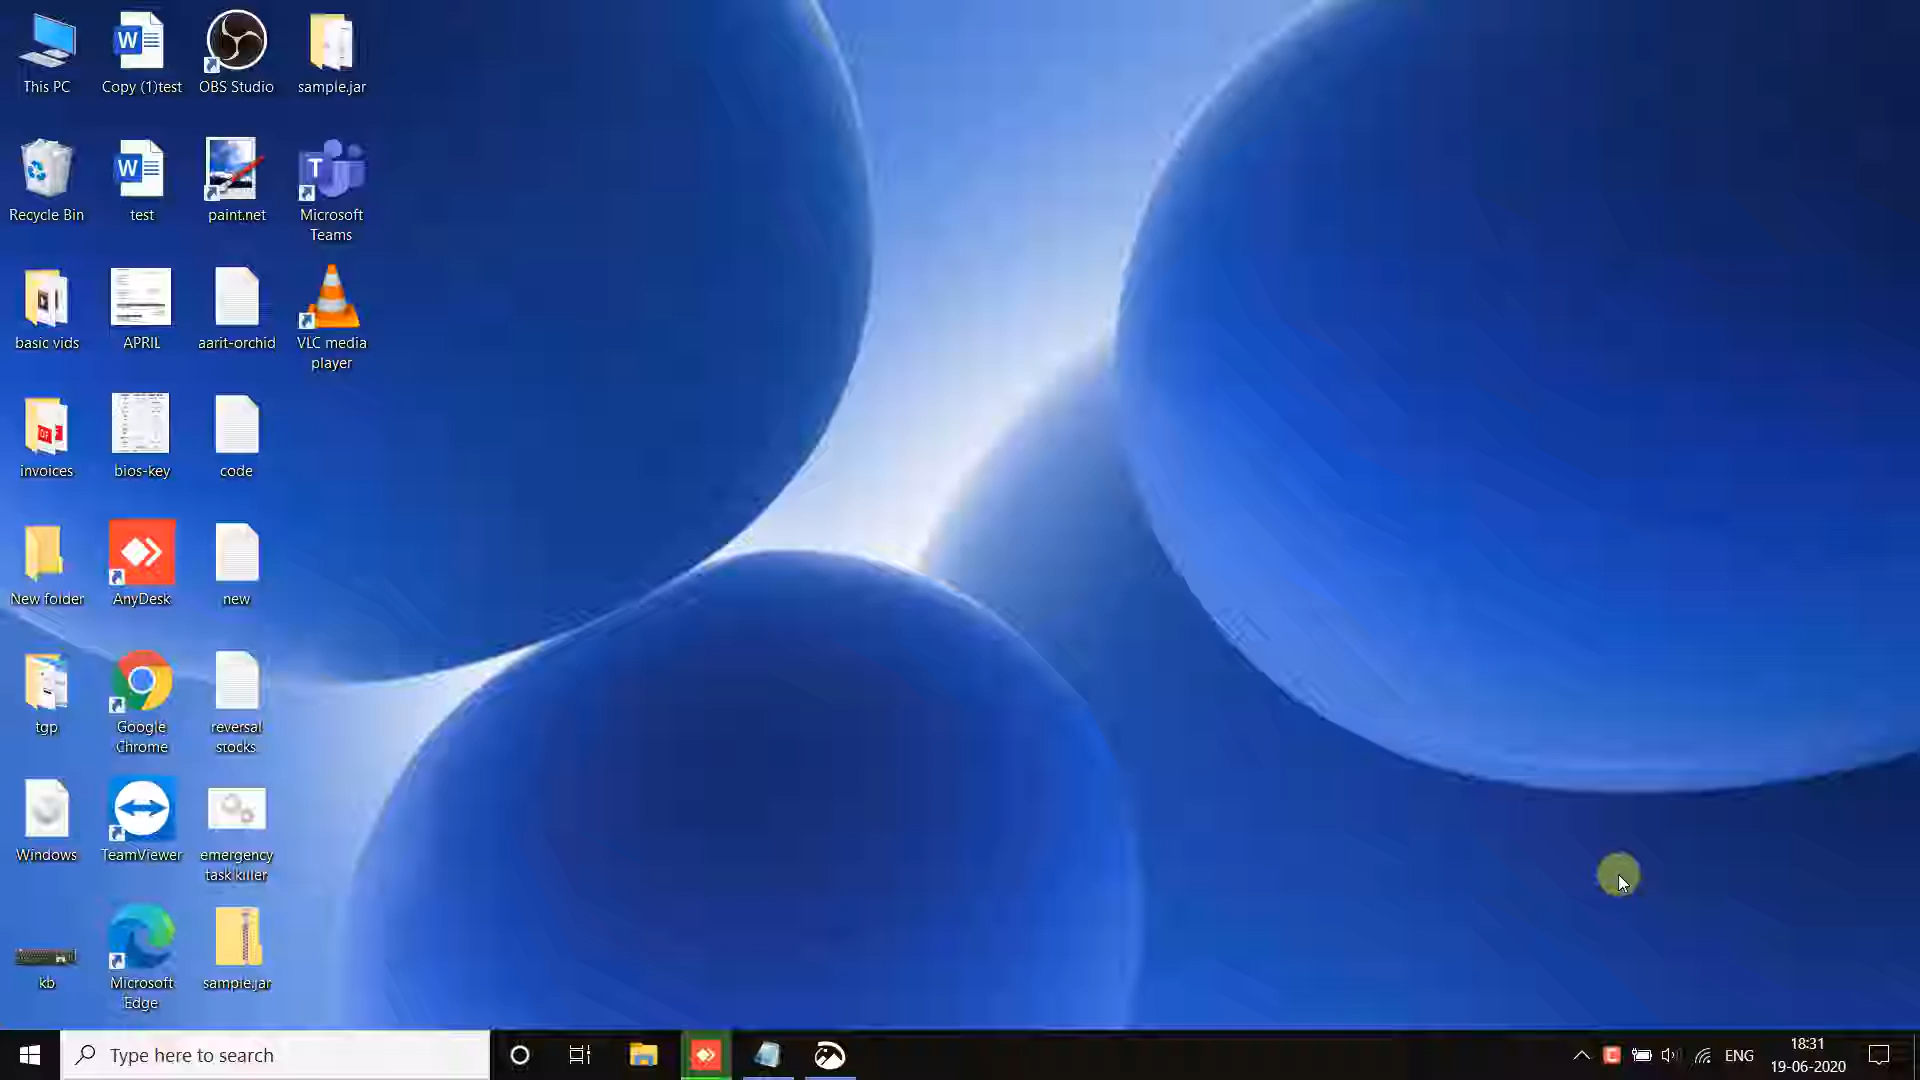 This PC
Copy (1)test
OBS Studio
sample.jar
Recycle Bin
test
paint.net
Microsoft
Teams
basic vids
APRIL
aarit-orchid
VLC media
player
invoices
bios-key
code
New folder
AnyDesk
new
tgp
Google
Chrome
reversal
stocks
Windows
TeamViewer
emergency
task killer
kb
Microsoft
Edge
sample.jar
Type here to search
ENG
18:31
19-06-2020